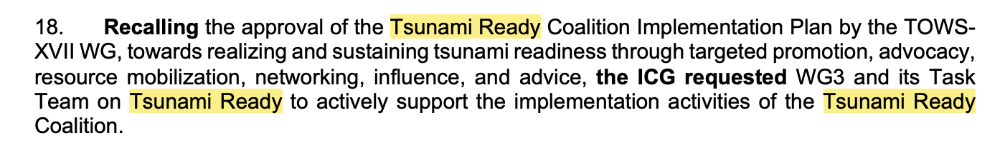 18. Recalling the approval of the Tsunami Ready Coalition Implementation Plan by the TOWS-
XVII WG, towards realizing and sustaining tsunami readiness through targeted promotion, advocacy,
resource mobilization, networking, influence, and advice, the ICG requested WG3 and its Task
Team on Tsunami Ready to actively support the implementation activities of the Tsunami Ready
Coalition.